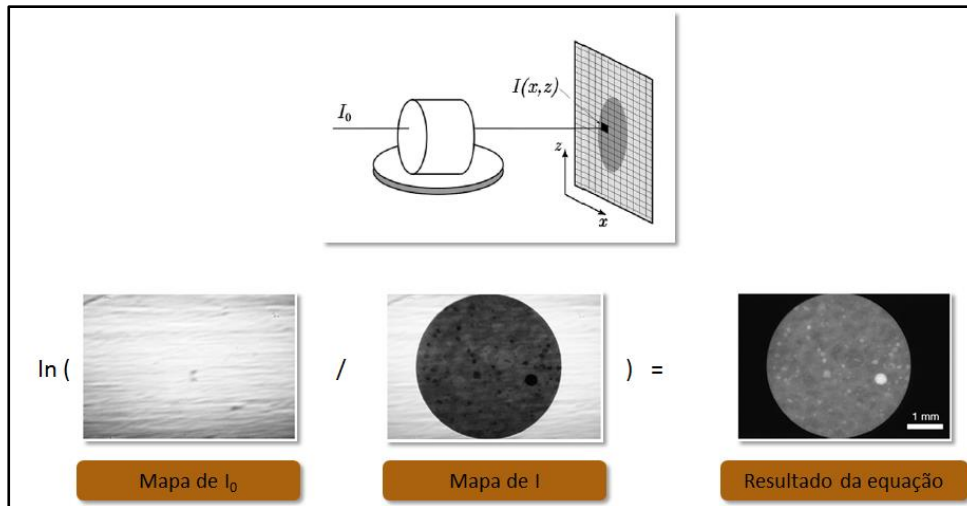 I₀
I(x,z)
z
x
ln ( / ) =
1 mm
Mapa de I₀
Mapa de I
Resultado da equação